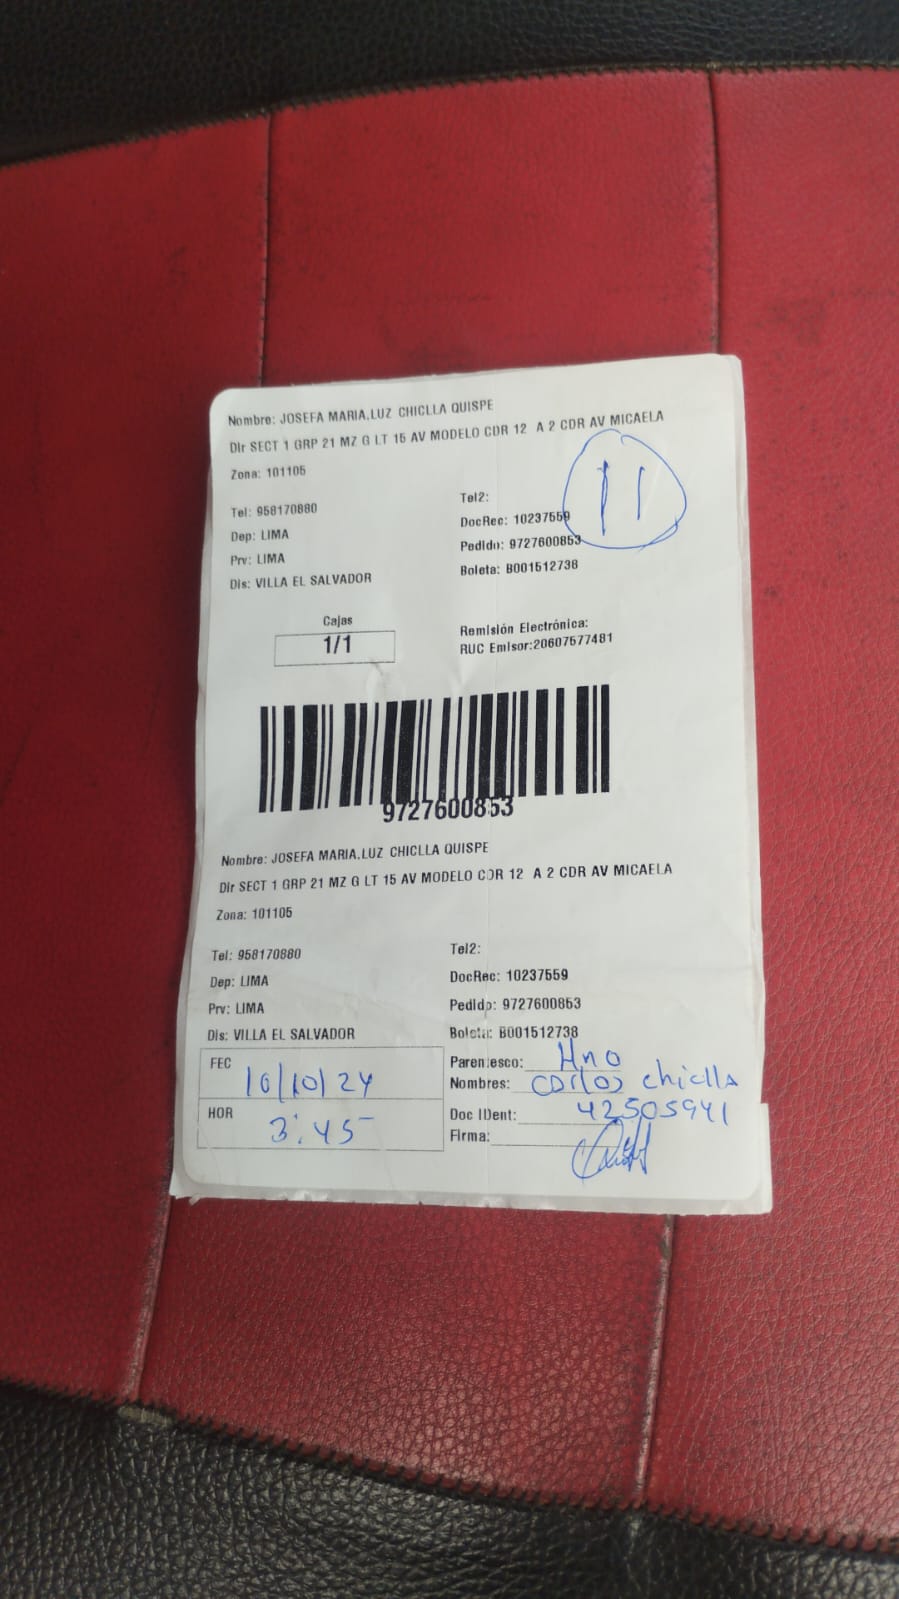 Nombre: JOSEFA MARIA.LUZ CHICLLA QUISPE
Dir SECT 1 GRP 21 MZ G LT 15 AV MODELO CDR 12 A 2 CDR AV MICAELA
Zona: 101105
11
Tel: 958170880
Tel2:
Dep: LIMA
DocRec: 10237559
Prv: LIMA
Pedido: 9727600853
Dis: VILLA EL SALVADOR
Boleta: B001512738
Cajas
1/1
Remisión Electrónica:
RUC Emisor:20607577481
9727600853
Nombre: JOSEFA MARIA.LUZ CHICLLA QUISPE
Dir SECT 1 GRP 21 MZ G LT 15 AV MODELO CDR 12 A 2 CDR AV MICAELA
Zona: 101105
Tel: 958170880
Tel2:
Dep: LIMA
DocRec: 10237559
Prv: LIMA
Pedido: 9727600853
Dis: VILLA EL SALVADOR
Boleta: B001512738
FEC 10/10/24
HOR 3:45
Parentesco: Hno
Nombres: Carlos Chiclla
Doc IDent: 42505941
Firma: